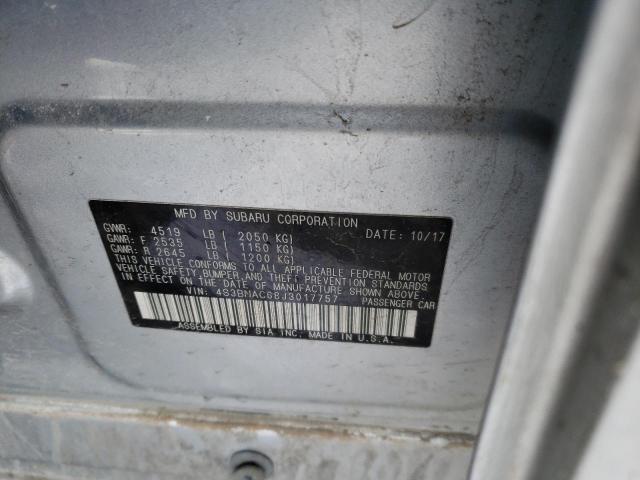 MFD BY SUBARU CORPORATION
GVWR: 4519 LB ( 2050 KG) DATE: 10/17
GAWR: F 2535 LB ( 1150 KG)
GAWR: R 2645 LB ( 1200 KG)
THIS VEHICLE CONFORMS TO ALL APPLICABLE FEDERAL MOTOR
VEHICLE SAFETY, BUMPER, AND THEFT PREVENTION STANDARDS
IN EFFECT ON THE DATE OF MANUFACTURE SHOWN ABOVE.
VIN: 4S3BNAC68J3017757 PASSENGER CAR
ASSEMBLED BY SIA INC. MADE IN U.S.A.